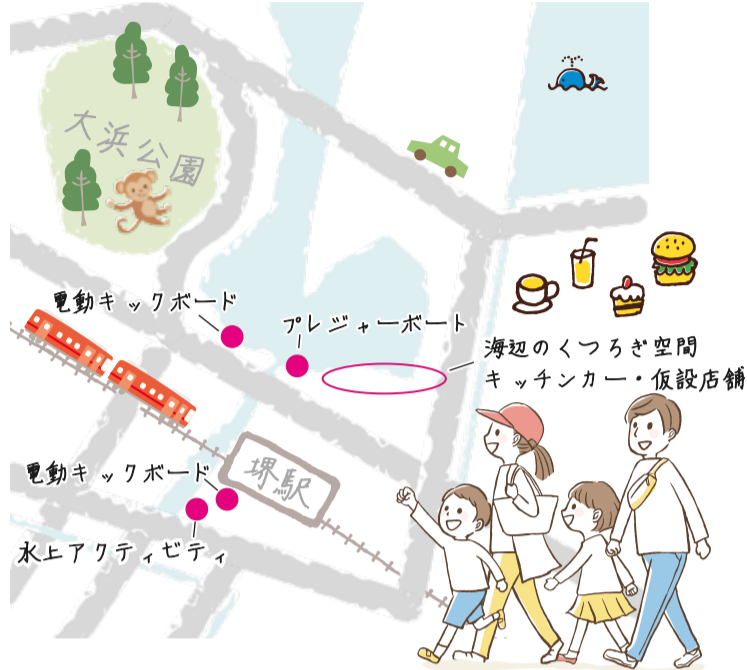 大浜公園
電動キックボード
プレジャーボート
海辺のくつろぎ空間
キッチンカー・仮設店舗
堺駅
電動キックボード
水上アクティビティ